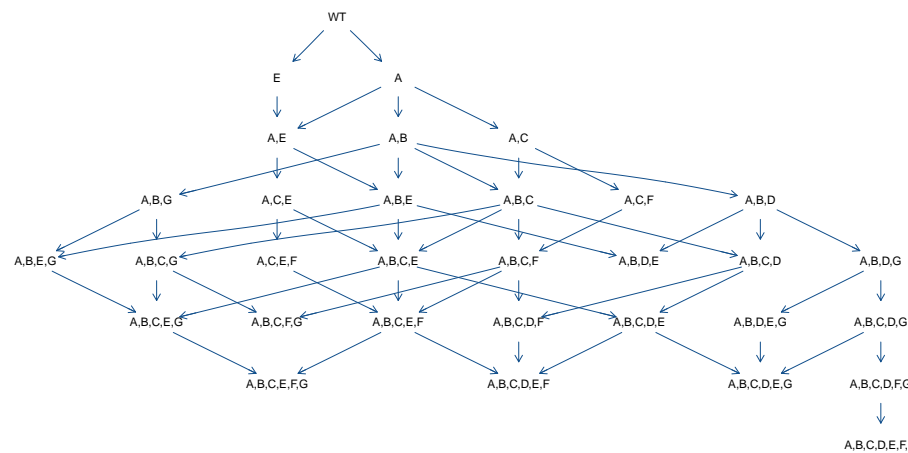 WT
E A
A,E A,B A,C
A,B,G A,C,E A,B,E A,B,C A,C,F A,B,D
A,B,E,G A,B,C,G A,C,E,F A,B,C,E A,B,C,F A,B,D,E A,B,C,D A,B,D,G
A,B,C,E,G A,B,C,F,G A,B,C,E,F A,B,C,D,F A,B,C,D,E A,B,D,E,G A,B,C,D,G
A,B,C,E,F,G A,B,C,D,E,F A,B,C,D,E,G A,B,C,D,F,G
A,B,C,D,E,F,